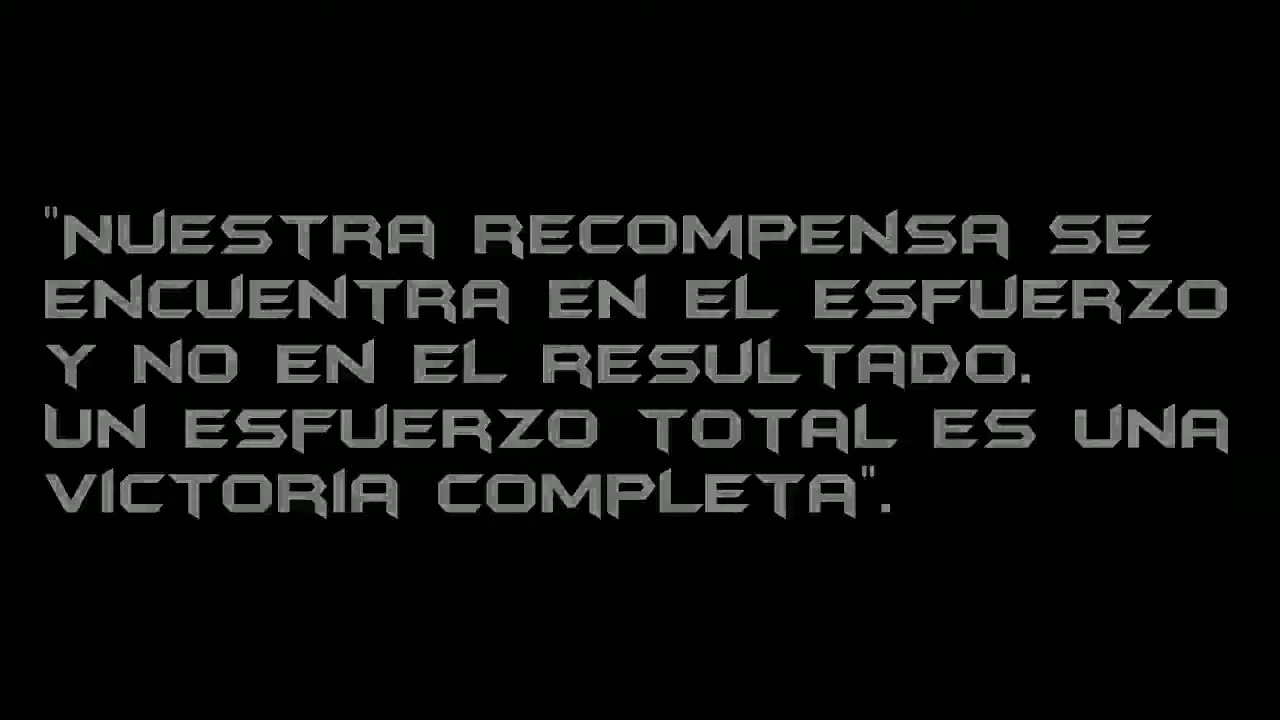 "NUESTRA RECOMPENSA SE
ENCUENTRA EN EL ESFUERZO
Y NO EN EL RESULTADO.
UN ESFUERZO TOTAL ES UNA
VICTORIA COMPLETA".